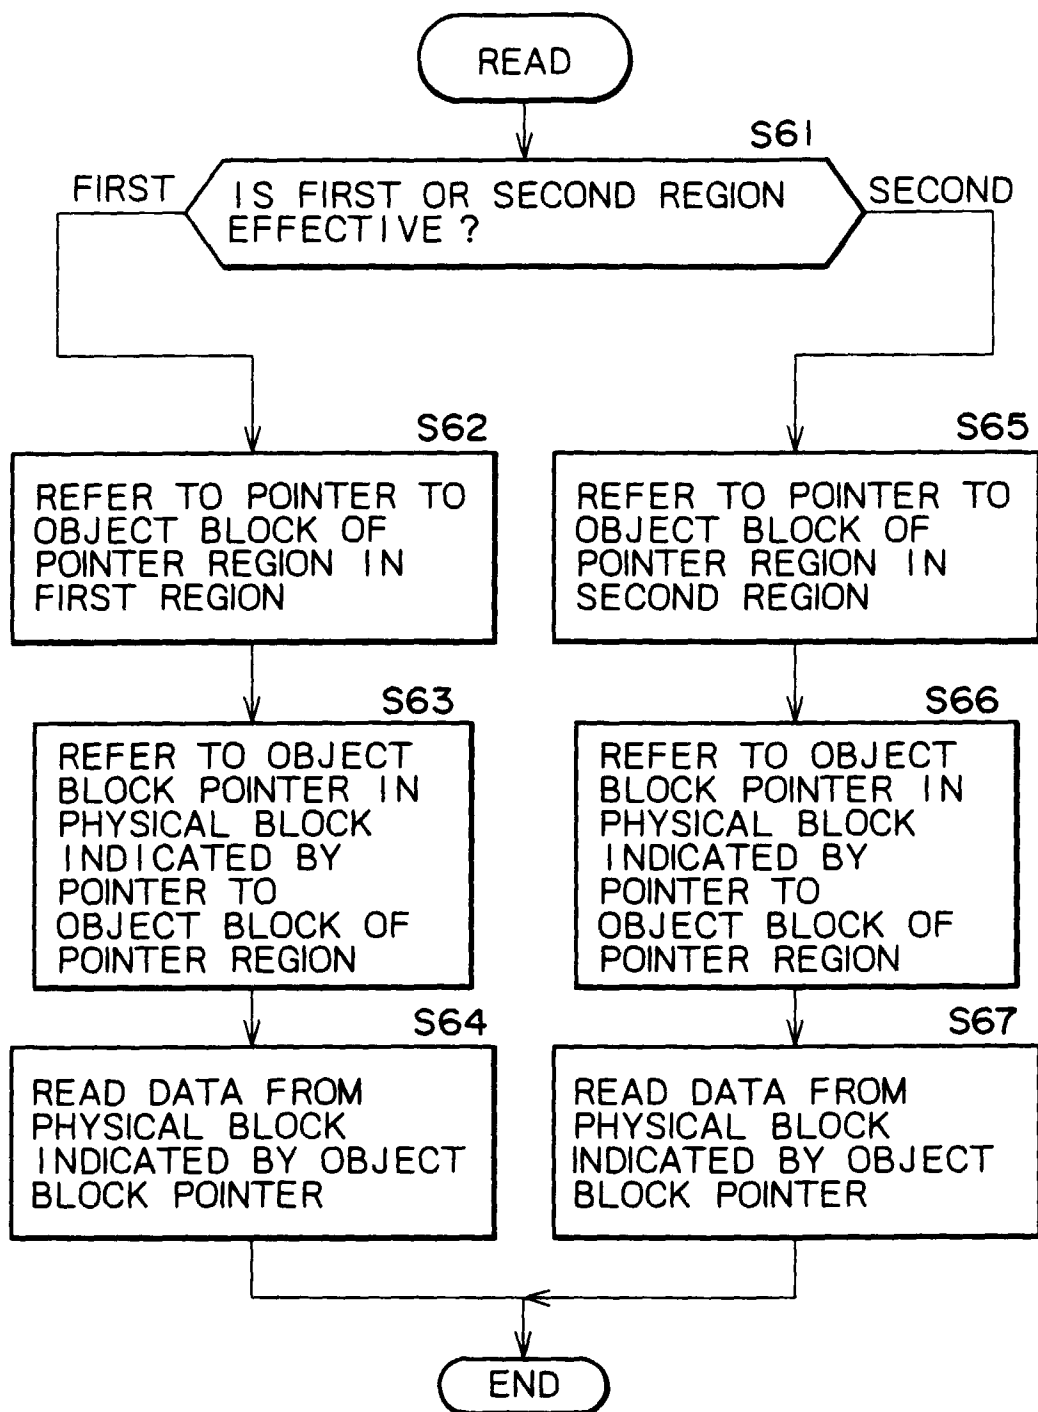 READ
S61
FIRST
IS FIRST OR SECOND REGION
EFFECTIVE ?
SECOND
S62
REFER TO POINTER TO
OBJECT BLOCK OF
POINTER REGION IN
FIRST REGION
S63
REFER TO OBJECT
BLOCK POINTER IN
PHYSICAL BLOCK
INDICATED BY
POINTER TO
OBJECT BLOCK OF
POINTER REGION
S64
READ DATA FROM
PHYSICAL BLOCK
INDICATED BY OBJECT
BLOCK POINTER
S65
REFER TO POINTER TO
OBJECT BLOCK OF
POINTER REGION IN
SECOND REGION
S66
REFER TO OBJECT
BLOCK POINTER IN
PHYSICAL BLOCK
INDICATED BY
POINTER TO
OBJECT BLOCK OF
POINTER REGION
S67
READ DATA FROM
PHYSICAL BLOCK
INDICATED BY OBJECT
BLOCK POINTER
END